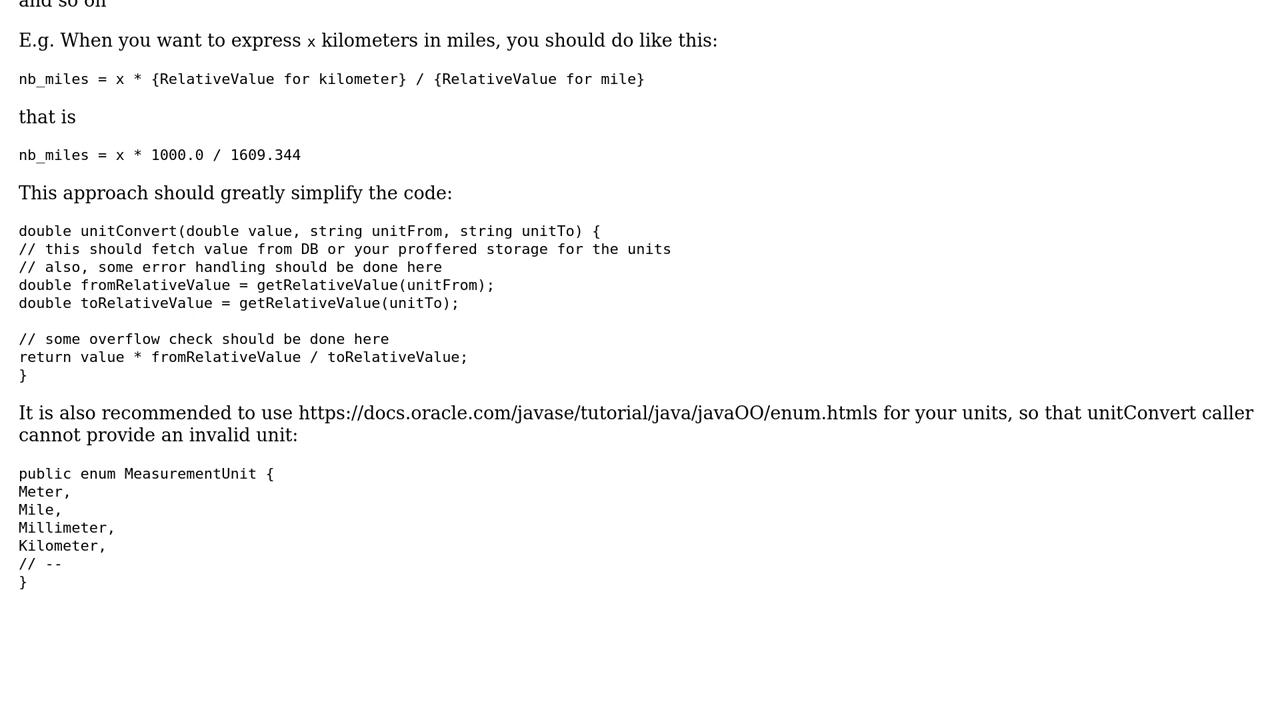 and so on
E.g. When you want to express x kilometers in miles, you should do like this:
nb_miles = x * {RelativeValue for kilometer} / {RelativeValue for mile}
that is
nb_miles = x * 1000.0 / 1609.344
This approach should greatly simplify the code:
double unitConvert(double value, string unitFrom, string unitTo) {
// this should fetch value from DB or your proffered storage for the units
// also, some error handling should be done here
double fromRelativeValue = getRelativeValue(unitFrom);
double toRelativeValue = getRelativeValue(unitTo);
// some overflow check should be done here
return value * fromRelativeValue / toRelativeValue;
}
It is also recommended to use https://docs.oracle.com/javase/tutorial/java/javaOO/enum.htmls for your units, so that unitConvert caller
cannot provide an invalid unit:
public enum MeasurementUnit {
Meter,
Mile,
Millimeter,
Kilometer,
// --
}